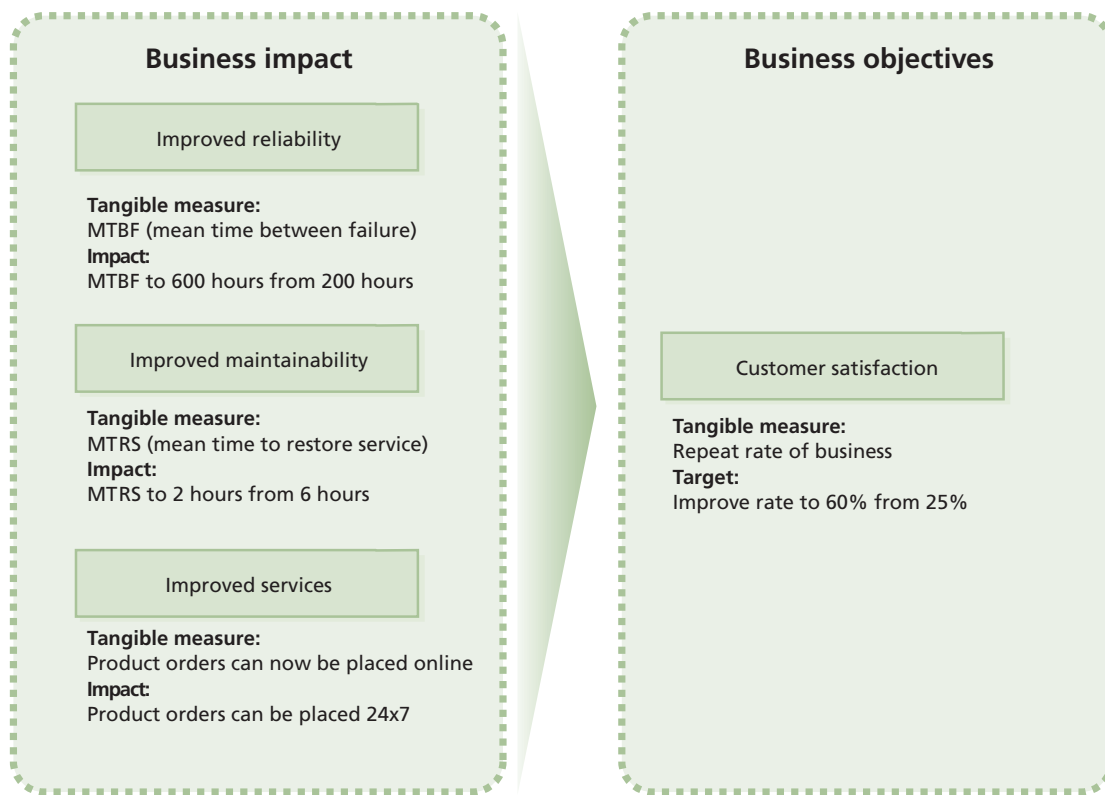 Business impact
Improved reliability
Tangible measure:
MTBF (mean time between failure)
Impact:
MTBF to 600 hours from 200 hours
Improved maintainability
Tangible measure:
MTRS (mean time to restore service)
Impact:
MTRS to 2 hours from 6 hours
Improved services
Tangible measure:
Product orders can now be placed online
Impact:
Product orders can be placed 24x7
Business objectives
Customer satisfaction
Tangible measure:
Repeat rate of business
Target:
Improve rate to 60% from 25%